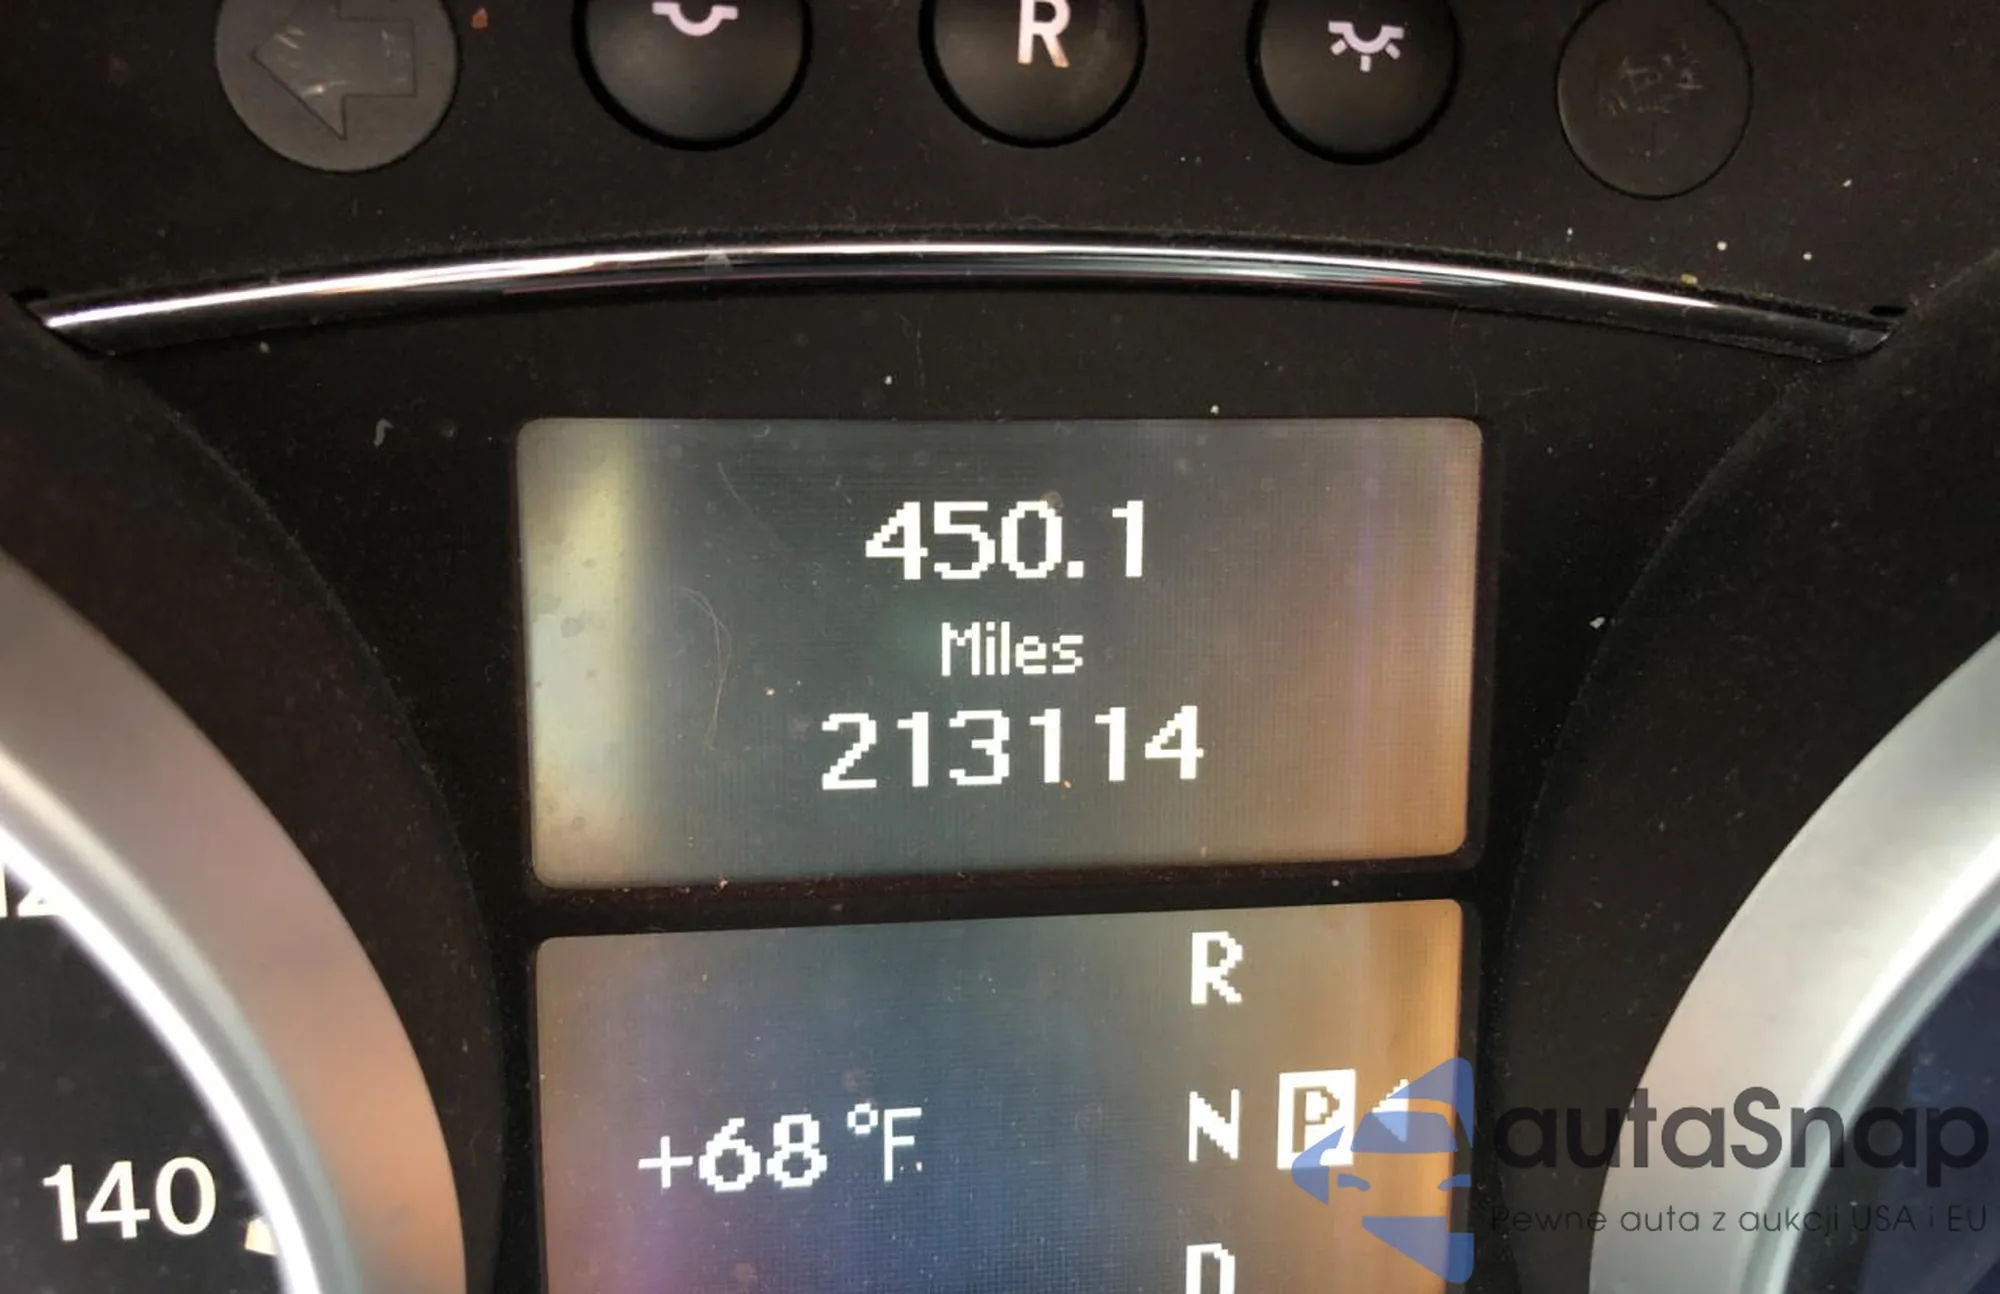 R
450.1
Miles
213114
R
+68 °F
N P
D
140
autaSnap
Pewne auta z aukcji USA i EU